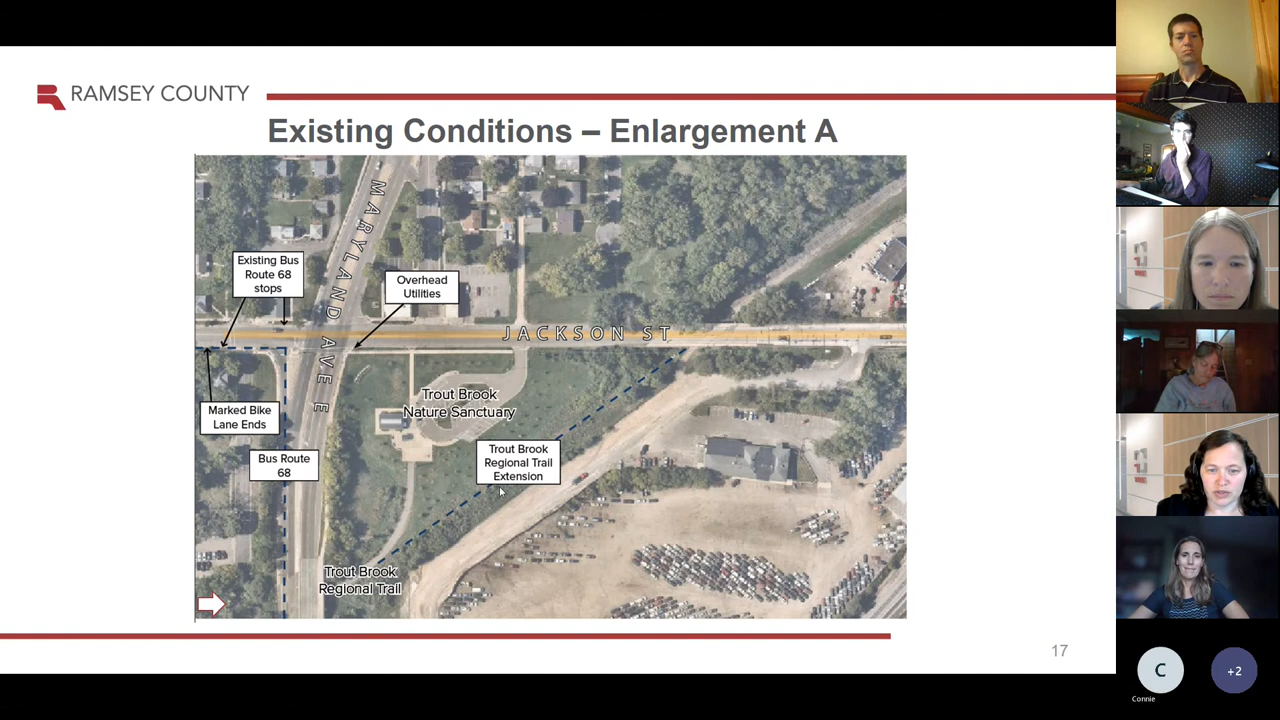 RAMSEY COUNTY
Existing Conditions – Enlargement A
MARYLAND AVE E
Existing Bus
Route 68
stops
Overhead
Utilities
JACKSON ST
Marked Bike
Lane Ends
Trout Brook
Nature Sanctuary
Bus Route
68
Trout Brook
Regional Trail
Extension
Trout Brook
Regional Trail
17
C
Connie
+2